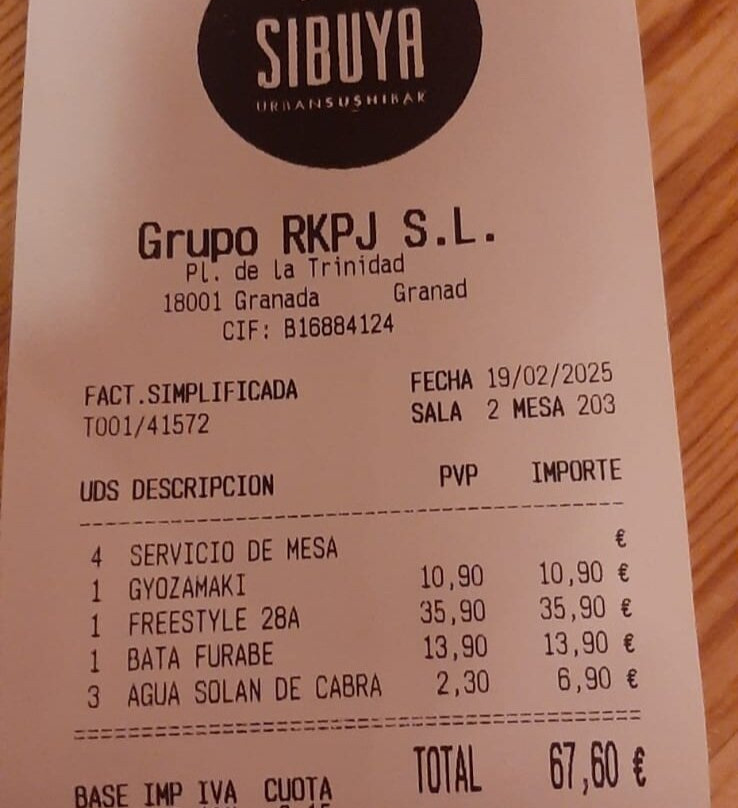 SIBUYA
URBANSUSHIBAR
Grupo RKPJ S.L.
Pl. de la Trinidad
18001 Granada Granad
CIF: B16884124
FACT.SIMPLIFICADA FECHA 19/02/2025
T001/41572 SALA 2 MESA 203
UDS DESCRIPCION PVP IMPORTE
4 SERVICIO DE MESA €
1 GYOZAMAKI 10,90 10,90 €
1 FREESTYLE 28A 35,90 35,90 €
1 BATA FURABE 13,90 13,90 €
3 AGUA SOLAN DE CABRA 2,30 6,90 €
TOTAL 67,60 €
BASE IMP IVA CUOTA